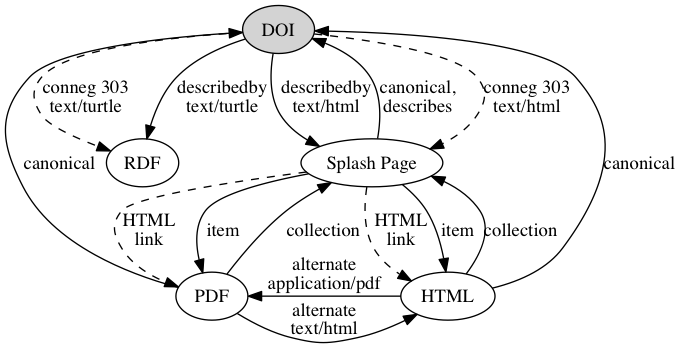 DOI
conneg 303
text/turtle
describedby
text/turtle
describedby
text/html
canonical,
describes
conneg 303
text/html
canonical
RDF
Splash Page
canonical
HTML
link
item
collection
HTML
link
item
collection
alternate
application/pdf
PDF
HTML
alternate
text/html